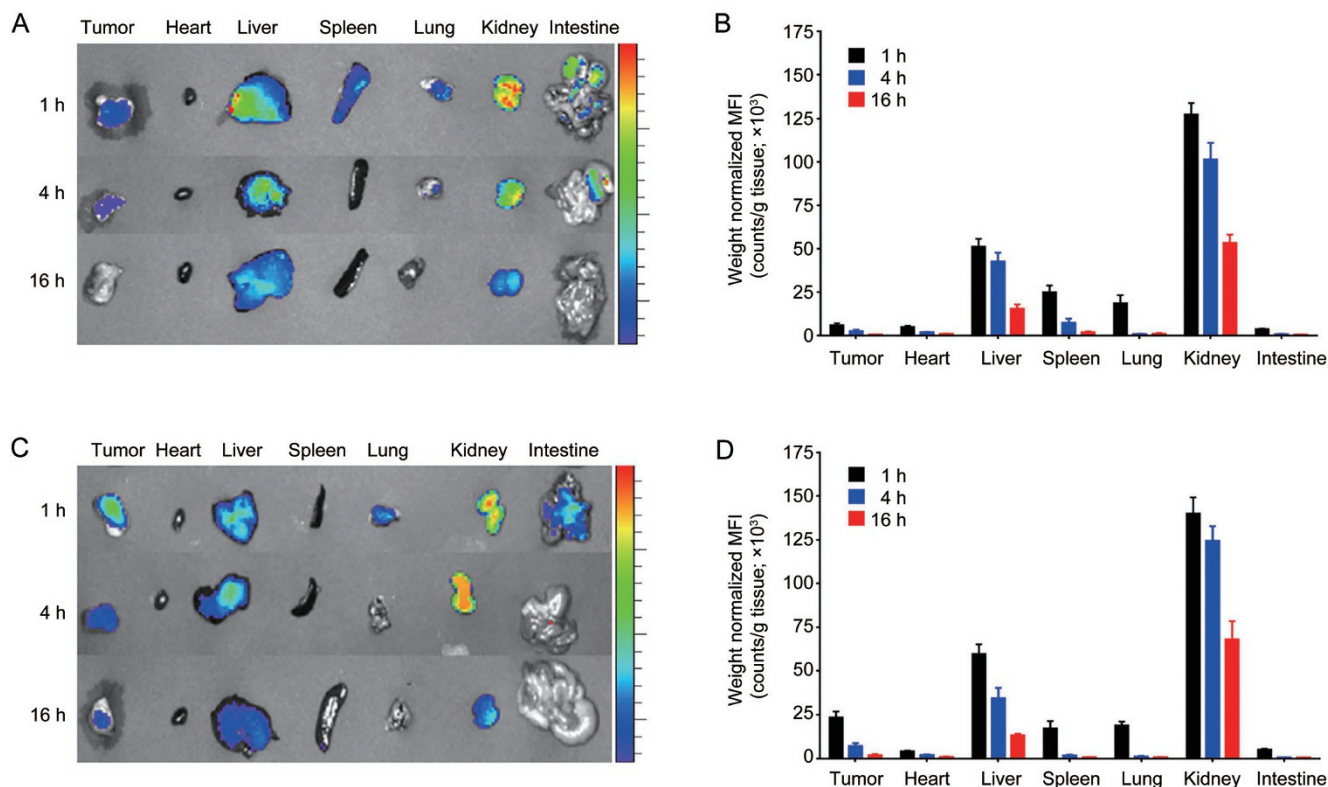 A
Tumor Heart Liver Spleen Lung Kidney Intestine
1 h
4 h
16 h
B
Weight normalized MFI
(counts/g tissue; ×10³)
175
150
125
100
75
50
25
0
1 h
4 h
16 h
Tumor Heart Liver Spleen Lung Kidney Intestine
C
Tumor Heart Liver Spleen Lung Kidney Intestine
1 h
4 h
16 h
D
Weight normalized MFI
(counts/g tissue; ×10³)
175
150
125
100
75
50
25
0
1 h
4 h
16 h
Tumor Heart Liver Spleen Lung Kidney Intestine